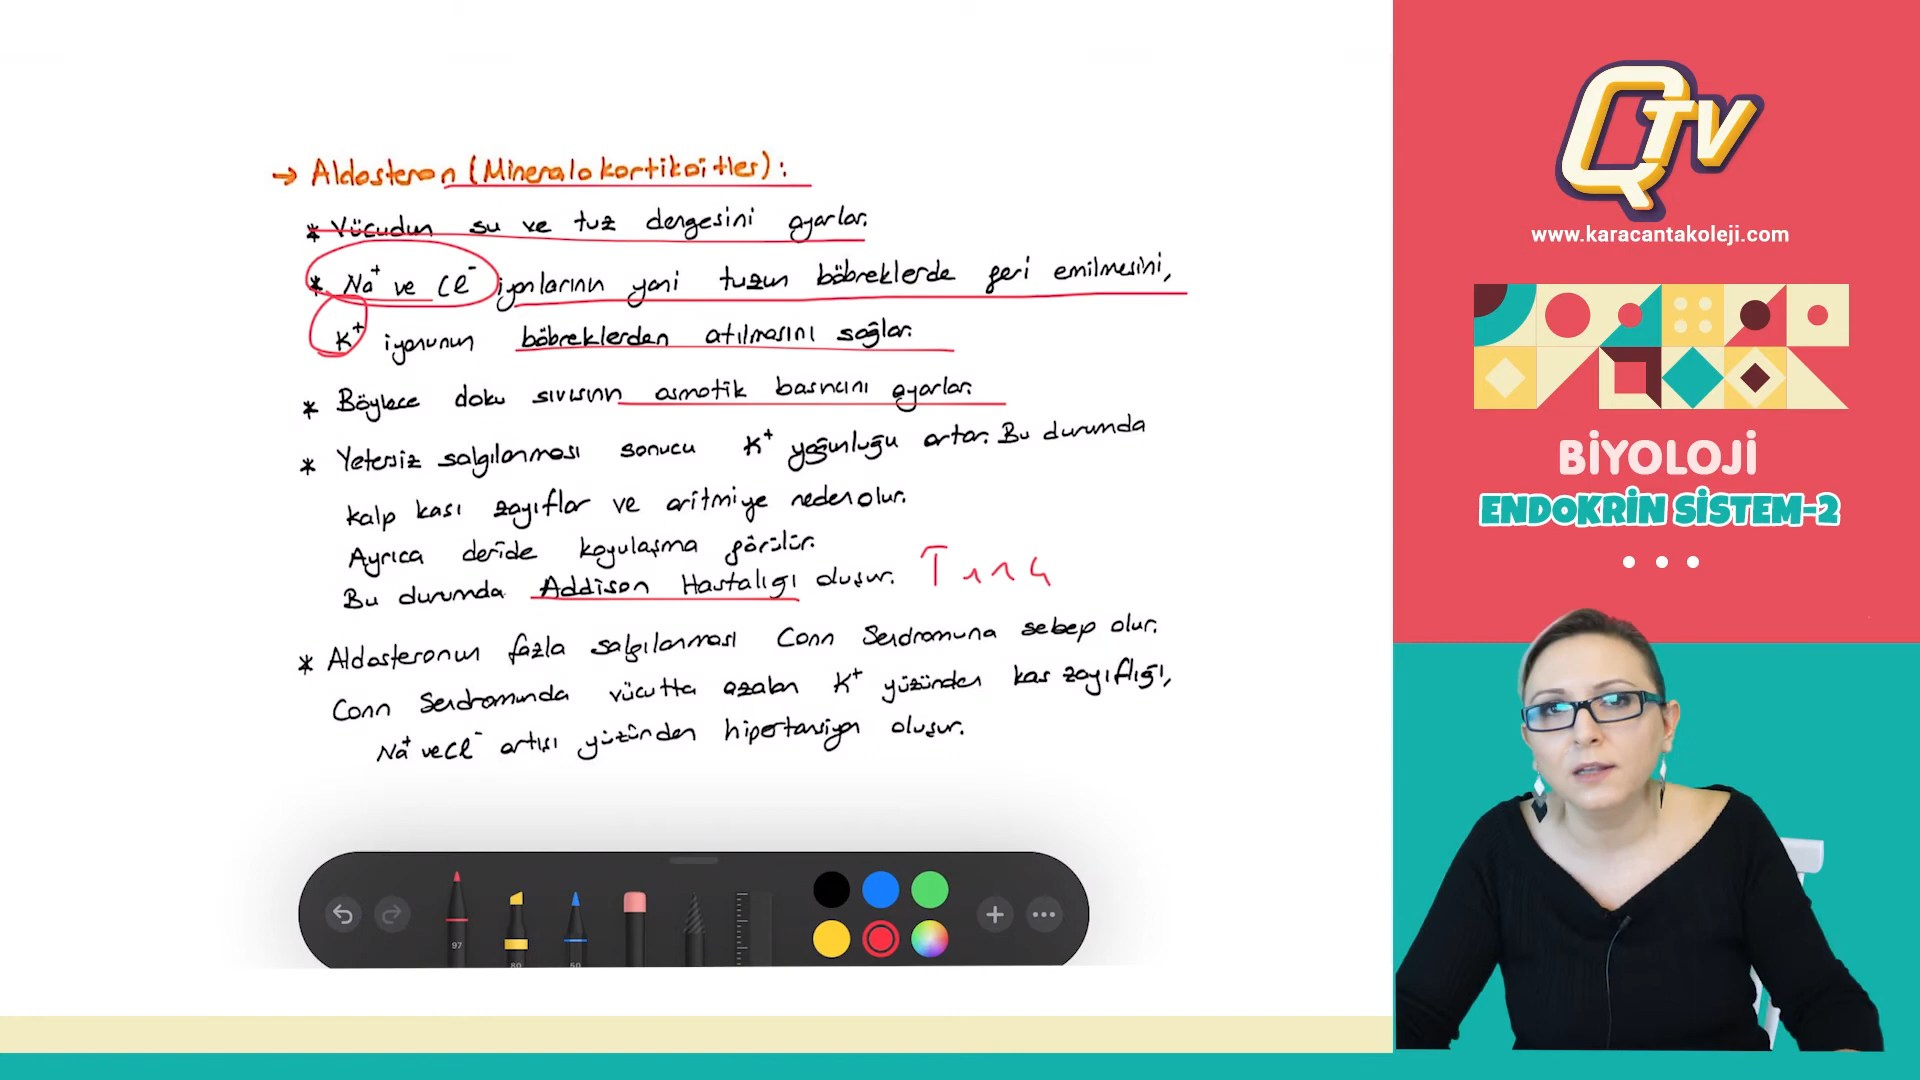 → Aldosteron (Mineralokortikoitler):
* Vücudun su ve tuz dengesini ayarlar.
* Na⁺ ve Cl⁻ iyonlarının yani tuzun böbreklerde geri emilmesini,
K⁺ iyonunun böbreklerden atılmasını sağlar.
* Böylece doku sıvısının osmotik basıncını ayarlar.
* Yetersiz salgılanması sonucu K⁺ yoğunluğu artar. Bu durumda
kalp kası zayıflar ve aritmiye neden olur.
Ayrıca deride koyulaşma görülür.
Bu durumda Addison Hastalığı oluşur.
* Aldosteronun fazla salgılanması Conn Sendromuna sebep olur.
Conn Sendromunda vücutta azalan K⁺ yüzünden kas zayıflığı,
Na⁺ ve Cl⁻ artışı yüzünden hipertansiyon oluşur.
97
80
50
QTV
www.karacantakoleji.com
BİYOLOJİ
ENDOKRİN SİSTEM-2